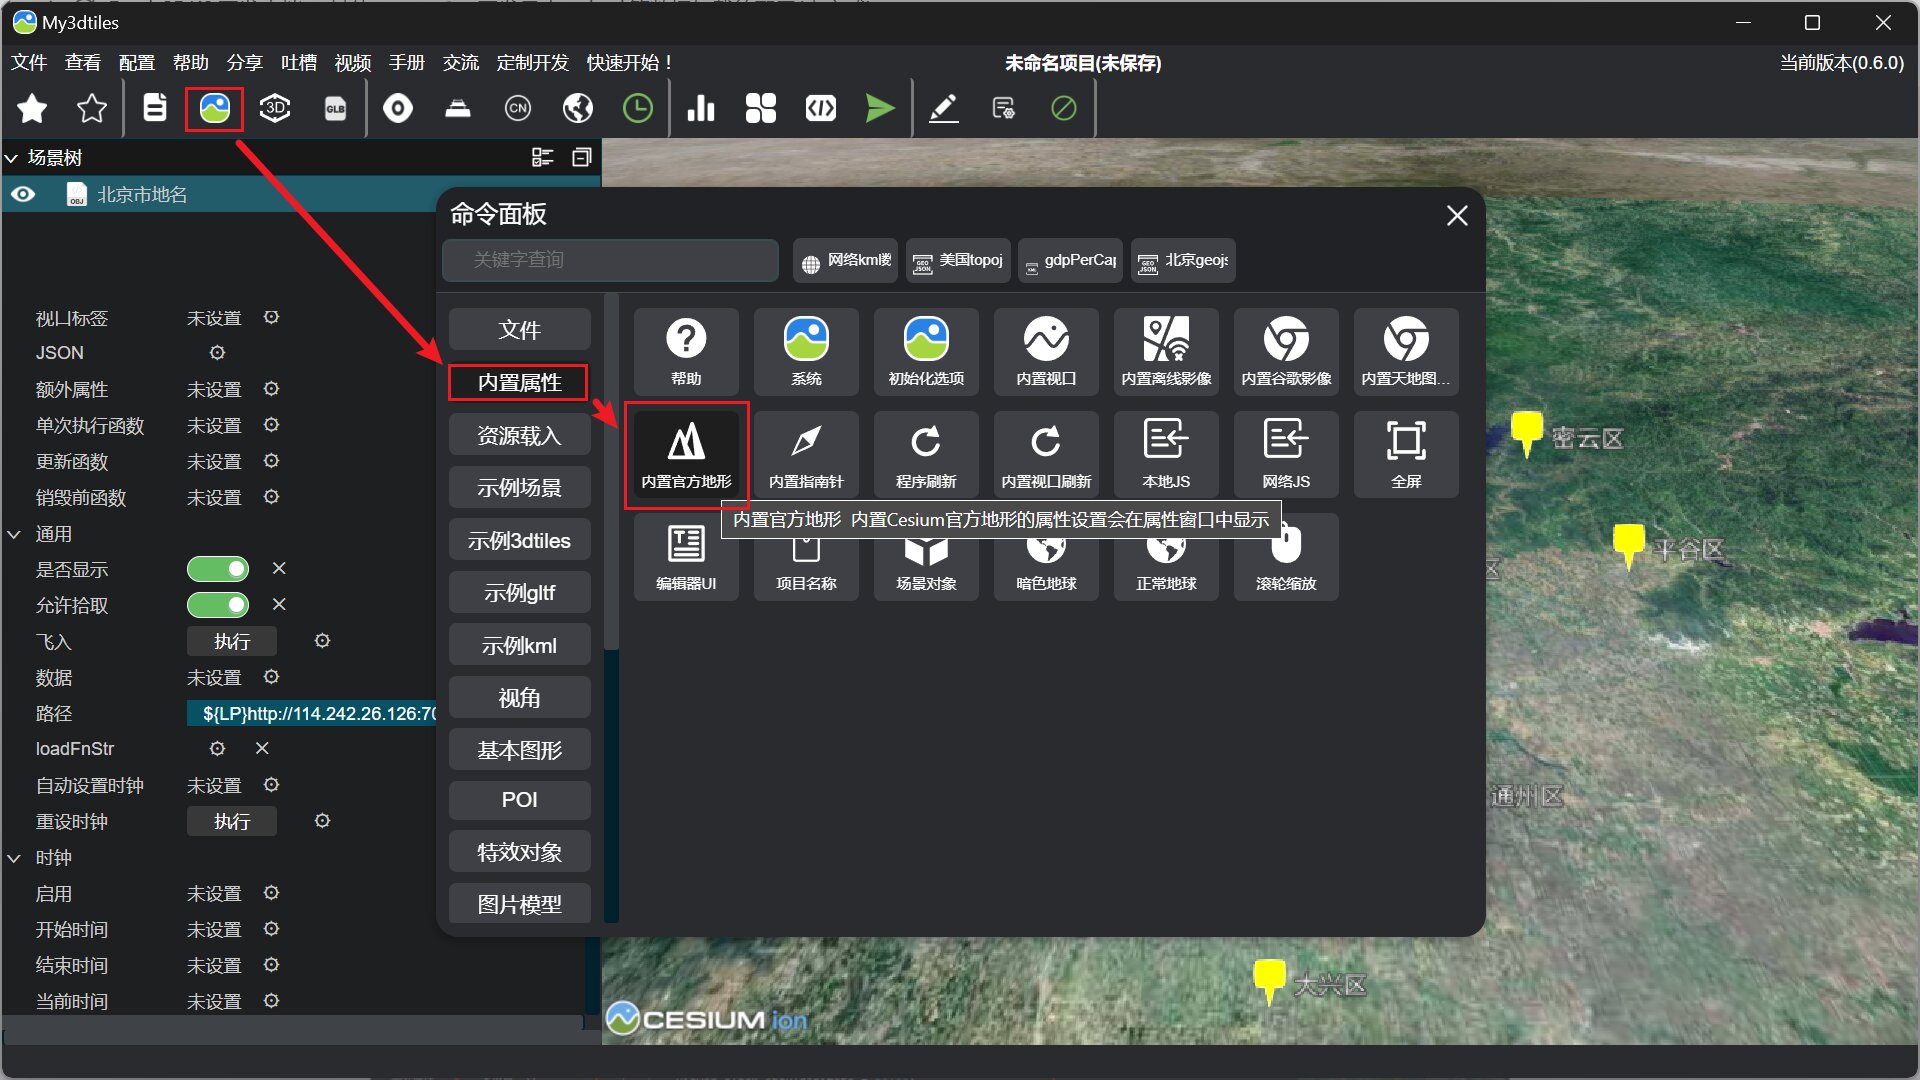 My3dtiles
文件 查看 配置 帮助 分享 吐槽 视频 手册 交流 定制开发 快速开始！ 未命名项目(未保存) 当前版本(0.6.0)
3D GLB CN
场景树
OBJ 北京市地名
命令面板
关键字查询 网络kml GEO JSON 美国topoj KML gdpPerCap GEO JSON 北京geojs
视口标签 未设置
JSON
额外属性 未设置
单次执行函数 未设置
更新函数 未设置
销毁前函数 未设置
通用
是否显示
允许拾取
飞入 执行
数据 未设置
路径 ${LP}http://114.242.26.126:70
loadFnStr
自动设置时钟 未设置
重设时钟 执行
时钟
启用 未设置
开始时间 未设置
结束时间 未设置
当前时间 未设置
文件
内置属性
资源载入
示例场景
示例3dtiles
示例gltf
示例kml
视角
基本图形
POI
特效对象
图片模型
帮助 系统 初始化选项 内置视口 内置离线影像 内置谷歌影像 内置天地图...
内置官方地形 内置指南针 程序刷新 内置视口刷新 本地JS 网络JS 全屏
内置官方地形 内置Cesium官方地形的属性设置会在属性窗口中显示
编辑器UI 项目名称 场景对象 暗色地球 正常地球 滚轮缩放
密云区
平谷区
区
通州区
大兴区
CESIUM ion